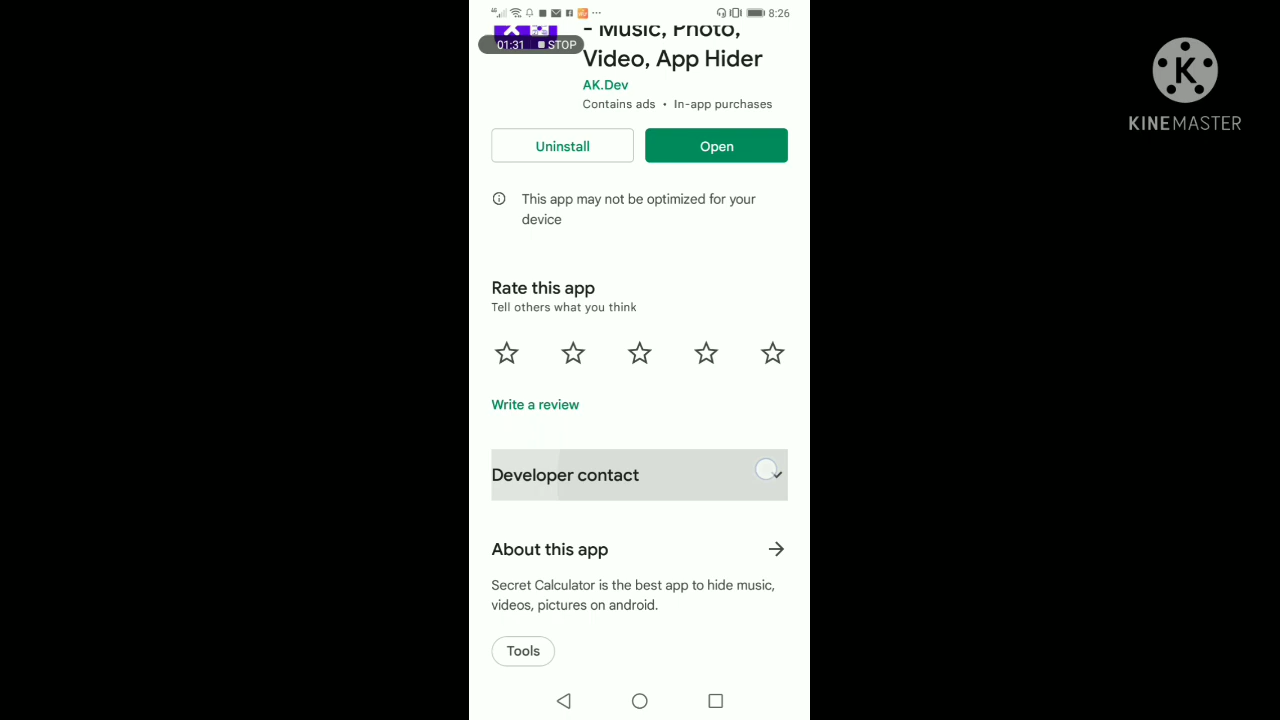 8:26
01:31 STOP
- Music, Photo,
Video, App Hider
AK.Dev
Contains ads • In-app purchases
Uninstall
Open
This app may not be optimized for your
device
Rate this app
Tell others what you think
Write a review
Developer contact
About this app
Secret Calculator is the best app to hide music,
videos, pictures on android.
Tools
K
KINEMASTER